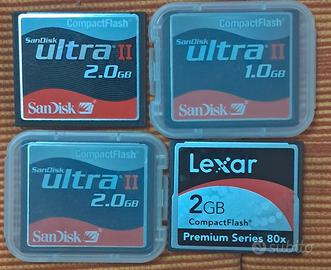 CompactFlash
SanDisk
ultra II
2.0GB
SanDisk
CompactFlash
SanDisk
ultra II
1.0GB
SanDisk
CompactFlash
SanDisk
ultra II
2.0GB
SanDisk
Lexar
2GB
CompactFlash
Premium Series 80x
subito